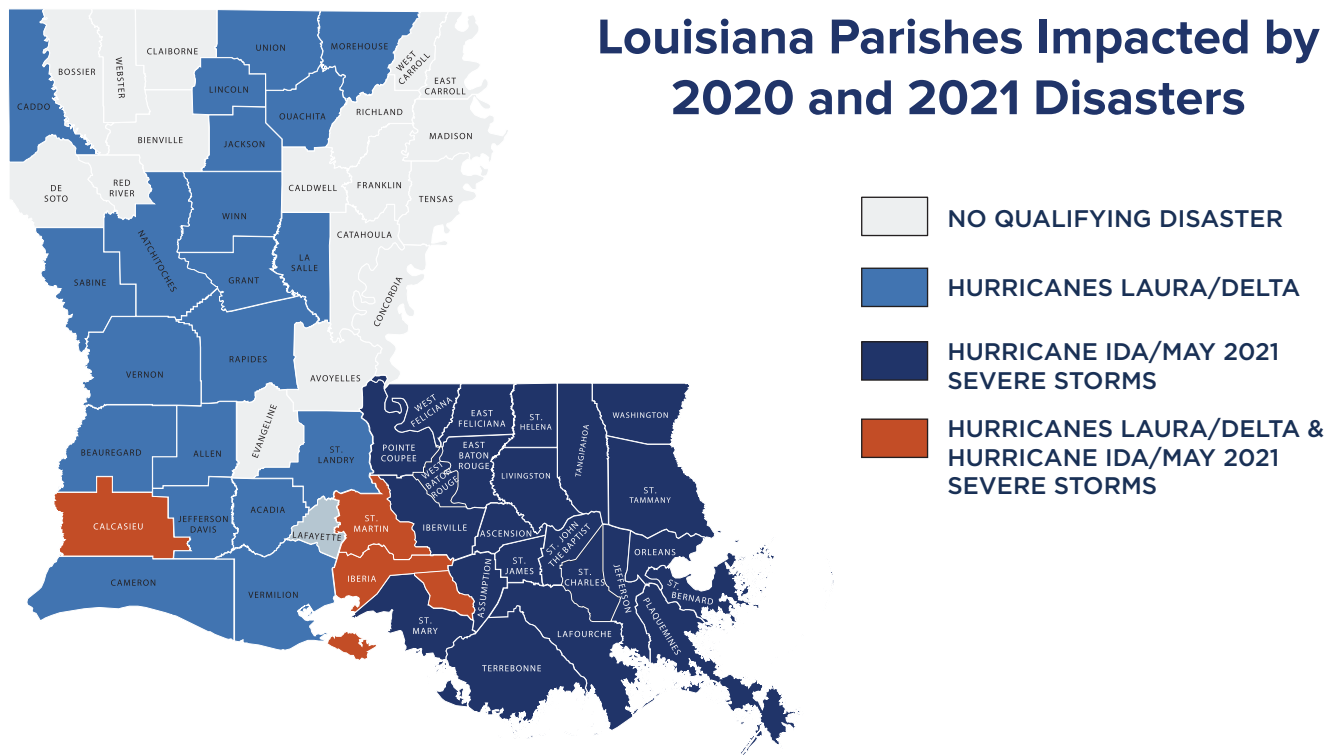 Louisiana Parishes Impacted by
2020 and 2021 Disasters
NO QUALIFYING DISASTER
HURRICANES LAURA/DELTA
HURRICANE IDA/MAY 2021
SEVERE STORMS
HURRICANES LAURA/DELTA &
HURRICANE IDA/MAY 2021
SEVERE STORMS
CADDO
BOSSIER
WEBSTER
CLAIBORNE
UNION
MOREHOUSE
WEST
CARROLL
EAST
CARROLL
LINCOLN
OUACHITA
RICHLAND
MADISON
BIENVILLE
JACKSON
DE
SOTO
RED
RIVER
CALDWELL
FRANKLIN
TENSAS
WINN
NATCHITOCHES
CATAHOULA
LA
SALLE
SABINE
GRANT
CONCORDIA
VERNON
RAPIDES
AVOYELLES
BEAUREGARD
ALLEN
EVANGELINE
ST.
LANDRY
POINTE
COUPEE
WEST
FELICIANA
EAST
FELICIANA
ST.
HELENA
TANGIPAHOA
WASHINGTON
WEST
BATON
ROUGE
EAST
BATON
ROUGE
LIVINGSTON
ST.
TAMMANY
CALCASIEU
JEFFERSON
DAVIS
ACADIA
LAFAYETTE
ST.
MARTIN
IBERVILLE
ASCENSION
ST. JOHN
THE BAPTIST
ORLEANS
CAMERON
VERMILION
IBERIA
ST.
MARY
ASSUMPTION
ST.
JAMES
ST.
CHARLES
JEFFERSON
ST.
BERNARD
PLAQUEMINES
LAFOURCHE
TERREBONNE